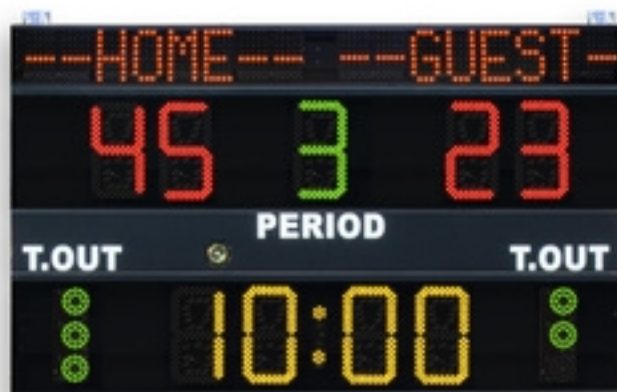 --HOME-- --GUEST-
45 3 23
PERIOD
T.OUT T.OUT
10:00